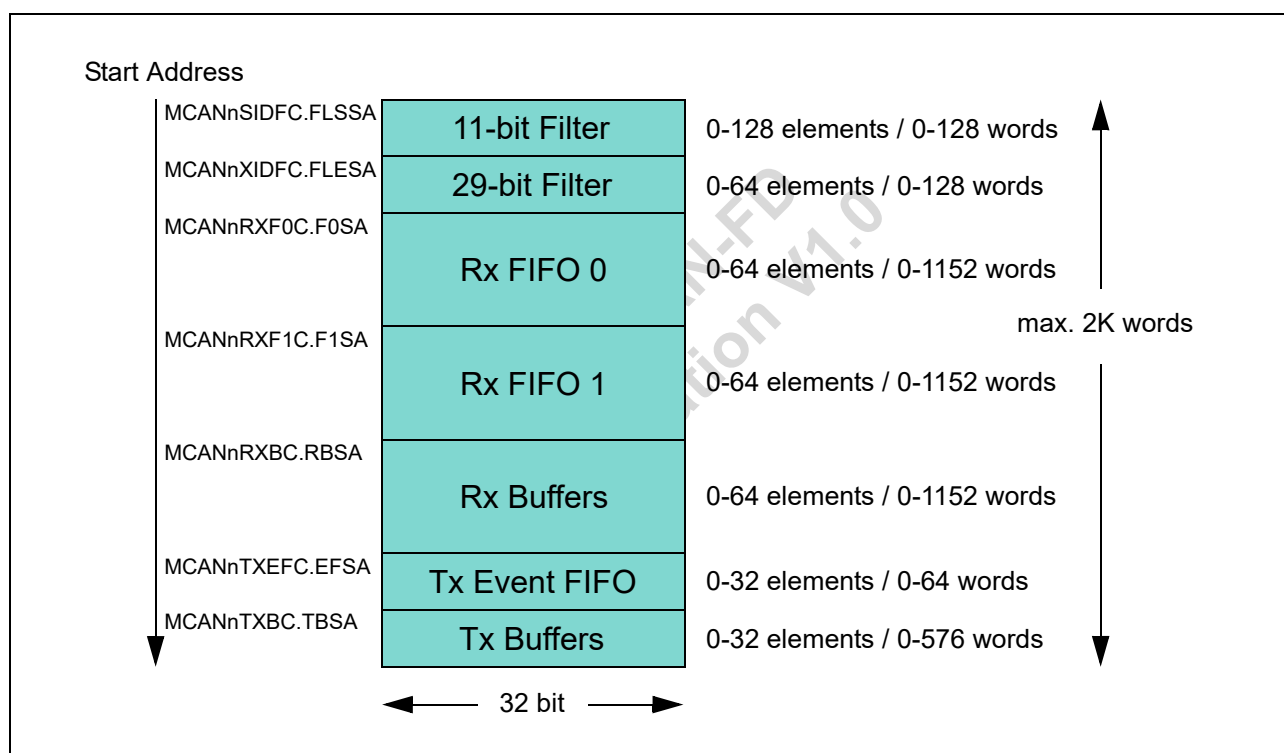 Start Address
MCANnSIDFC.FLSSA
11-bit Filter
0-128 elements / 0-128 words
MCANnXIDFC.FLESA
29-bit Filter
0-64 elements / 0-128 words
MCANnRXF0C.F0SA
Rx FIFO 0
0-64 elements / 0-1152 words
max. 2K words
MCANnRXF1C.F1SA
Rx FIFO 1
0-64 elements / 0-1152 words
MCANnRXBC.RBSA
Rx Buffers
0-64 elements / 0-1152 words
MCANnTXEFC.EFSA
Tx Event FIFO
0-32 elements / 0-64 words
MCANnTXBC.TBSA
Tx Buffers
0-32 elements / 0-576 words
32 bit
V1.0